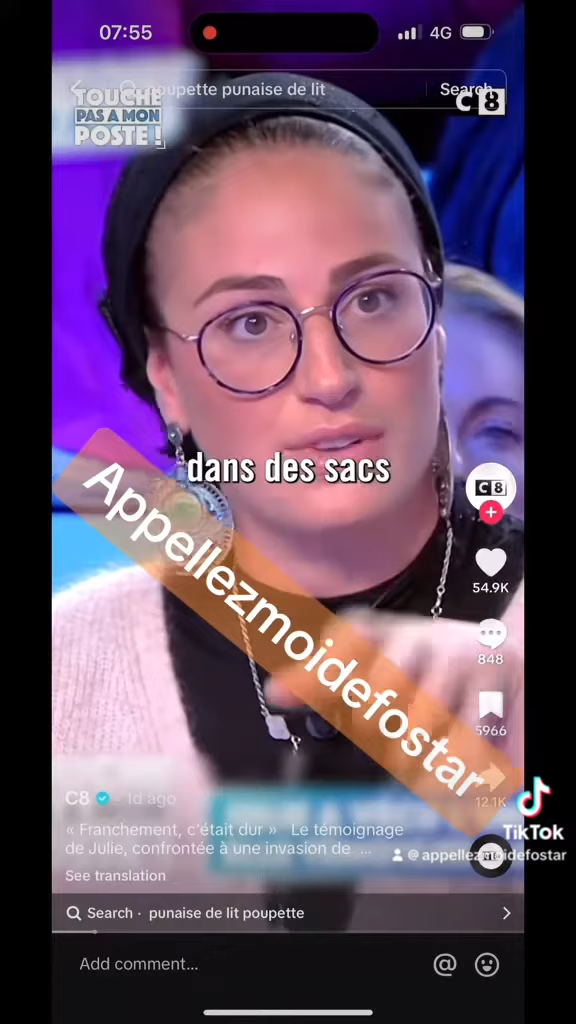 07:55
4G
poupette punaise de lit
Search
TOUCHE
PAS A MON
POSTE !
C8
dans des sacs
Appellezmoidefostar
C8
54.9K
848
5966
12.1K
C8 · 1d ago
« Franchement, c'était dur » Le témoignage
de Julie, confrontée à une invasion de ...
See translation
TikTok
@appellezmoidefostar
Search · punaise de lit poupette
Add comment...